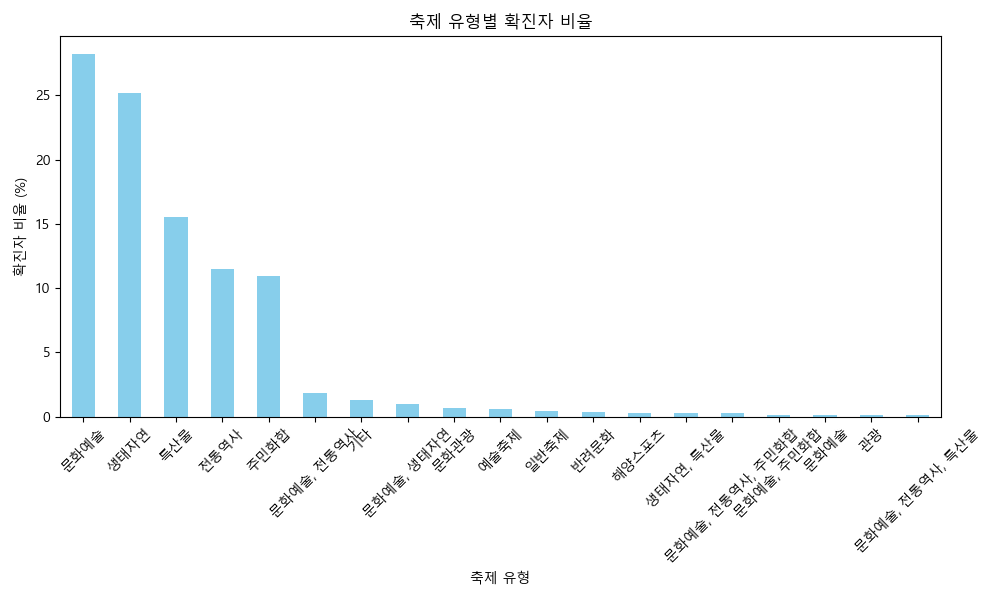 축제 유형별 확진자 비율
확진자 비율 (%)
25
20
15
10
5
0
문화예술
생태자연
특산물
전통역사
주민화합
문화예술, 전통역사
기타
문화예술, 생태자연
문화관광
예술축제
일반축제
반려문화
해양스포츠
생태자연, 특산물
문화예술, 전통역사, 주민화합
문화예술, 주민화합
문화예술
관광
문화예술, 전통역사, 특산물
축제 유형